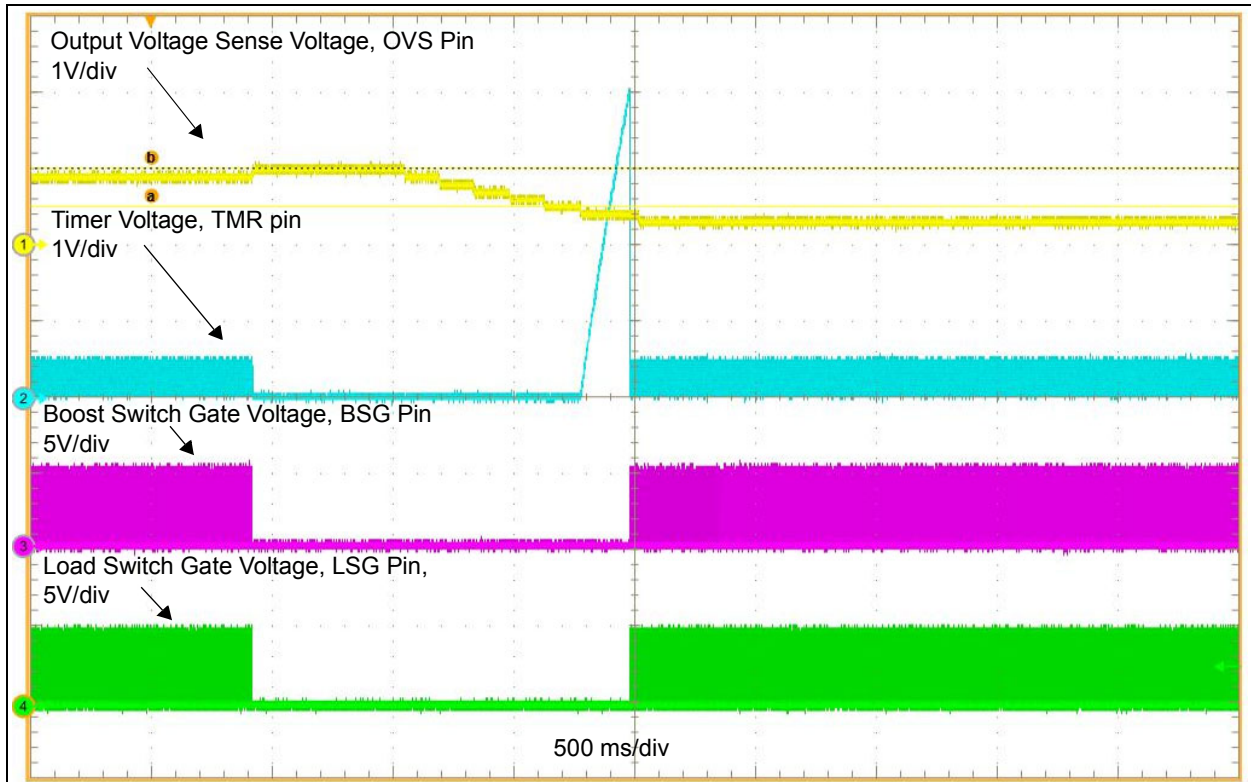 Output Voltage Sense Voltage, OVS Pin
1V/div
b
a
Timer Voltage, TMR pin
1V/div
1
2
Boost Switch Gate Voltage, BSG Pin
5V/div
3
Load Switch Gate Voltage, LSG Pin,
5V/div
4
500 ms/div